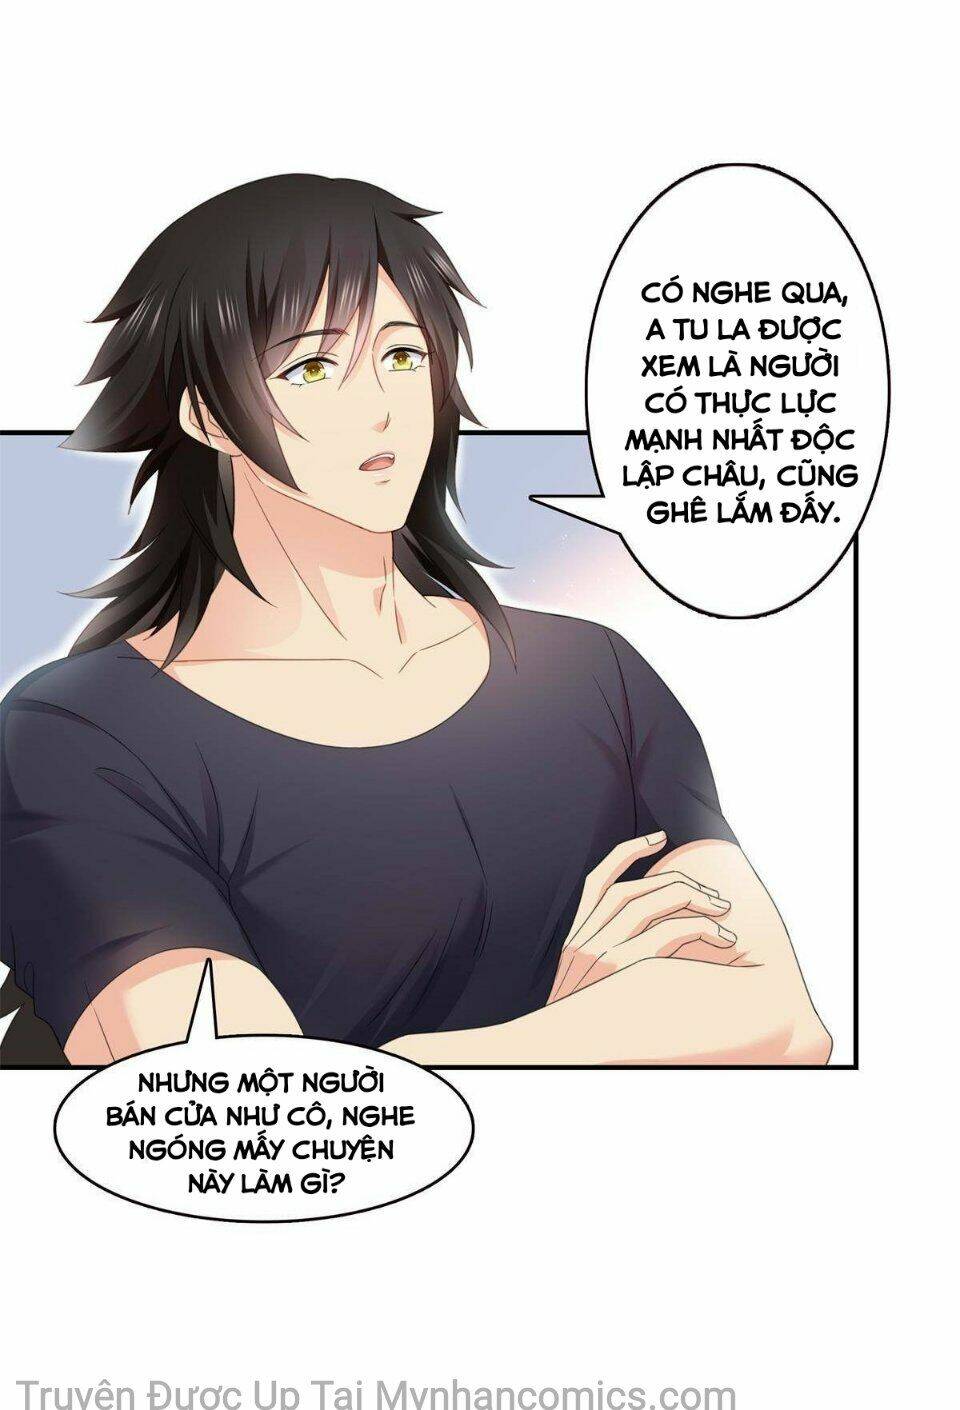 CÓ NGHE QUA,
A TU LA ĐƯỢC
XEM LÀ NGƯỜI
CÓ THỰC LỰC
MẠNH NHẤT ĐỘC
LẬP CHÂU, CŨNG
GHÊ LẮM ĐẤY.
NHƯNG MỘT NGƯỜI
BÁN CỬA NHƯ CÔ, NGHE
NGÓNG MẤY CHUYỆN
NÀY LÀM GÌ?
Truyện Được Up Tại Mynhancomics.com